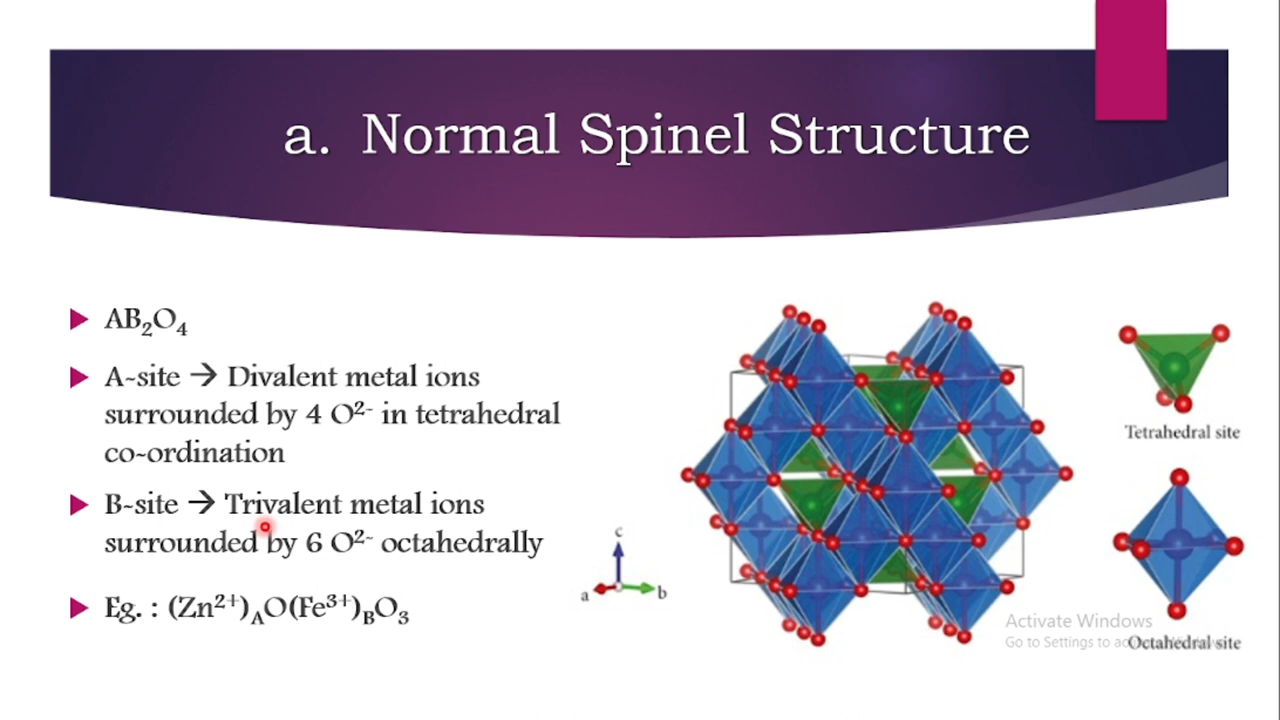 a. Normal Spinel Structure
AB₂O₄
A-site → Divalent metal ions
surrounded by 4 O²⁻ in tetrahedral
co-ordination
B-site → Trivalent metal ions
surrounded by 6 O²⁻ octahedrally
Eg. : (Zn²⁺)ₐO(Fe³⁺)_BO₃
c
a
b
Tetrahedral site
Activate Windows
Go to Settings to
Octahedral site